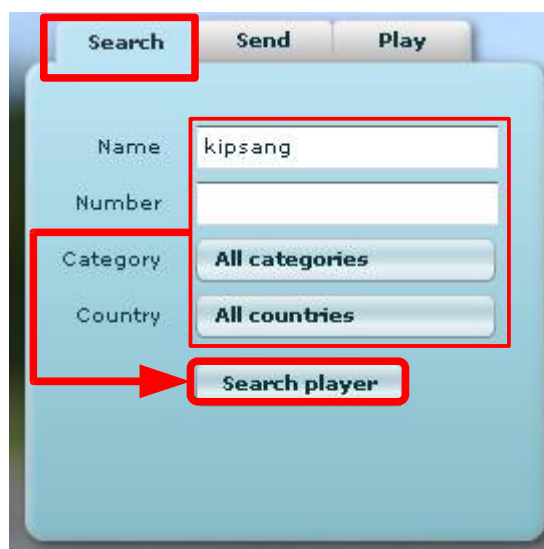 Search Send Play
Name kipsang
Number
Category All categories
Country All countries
Search player